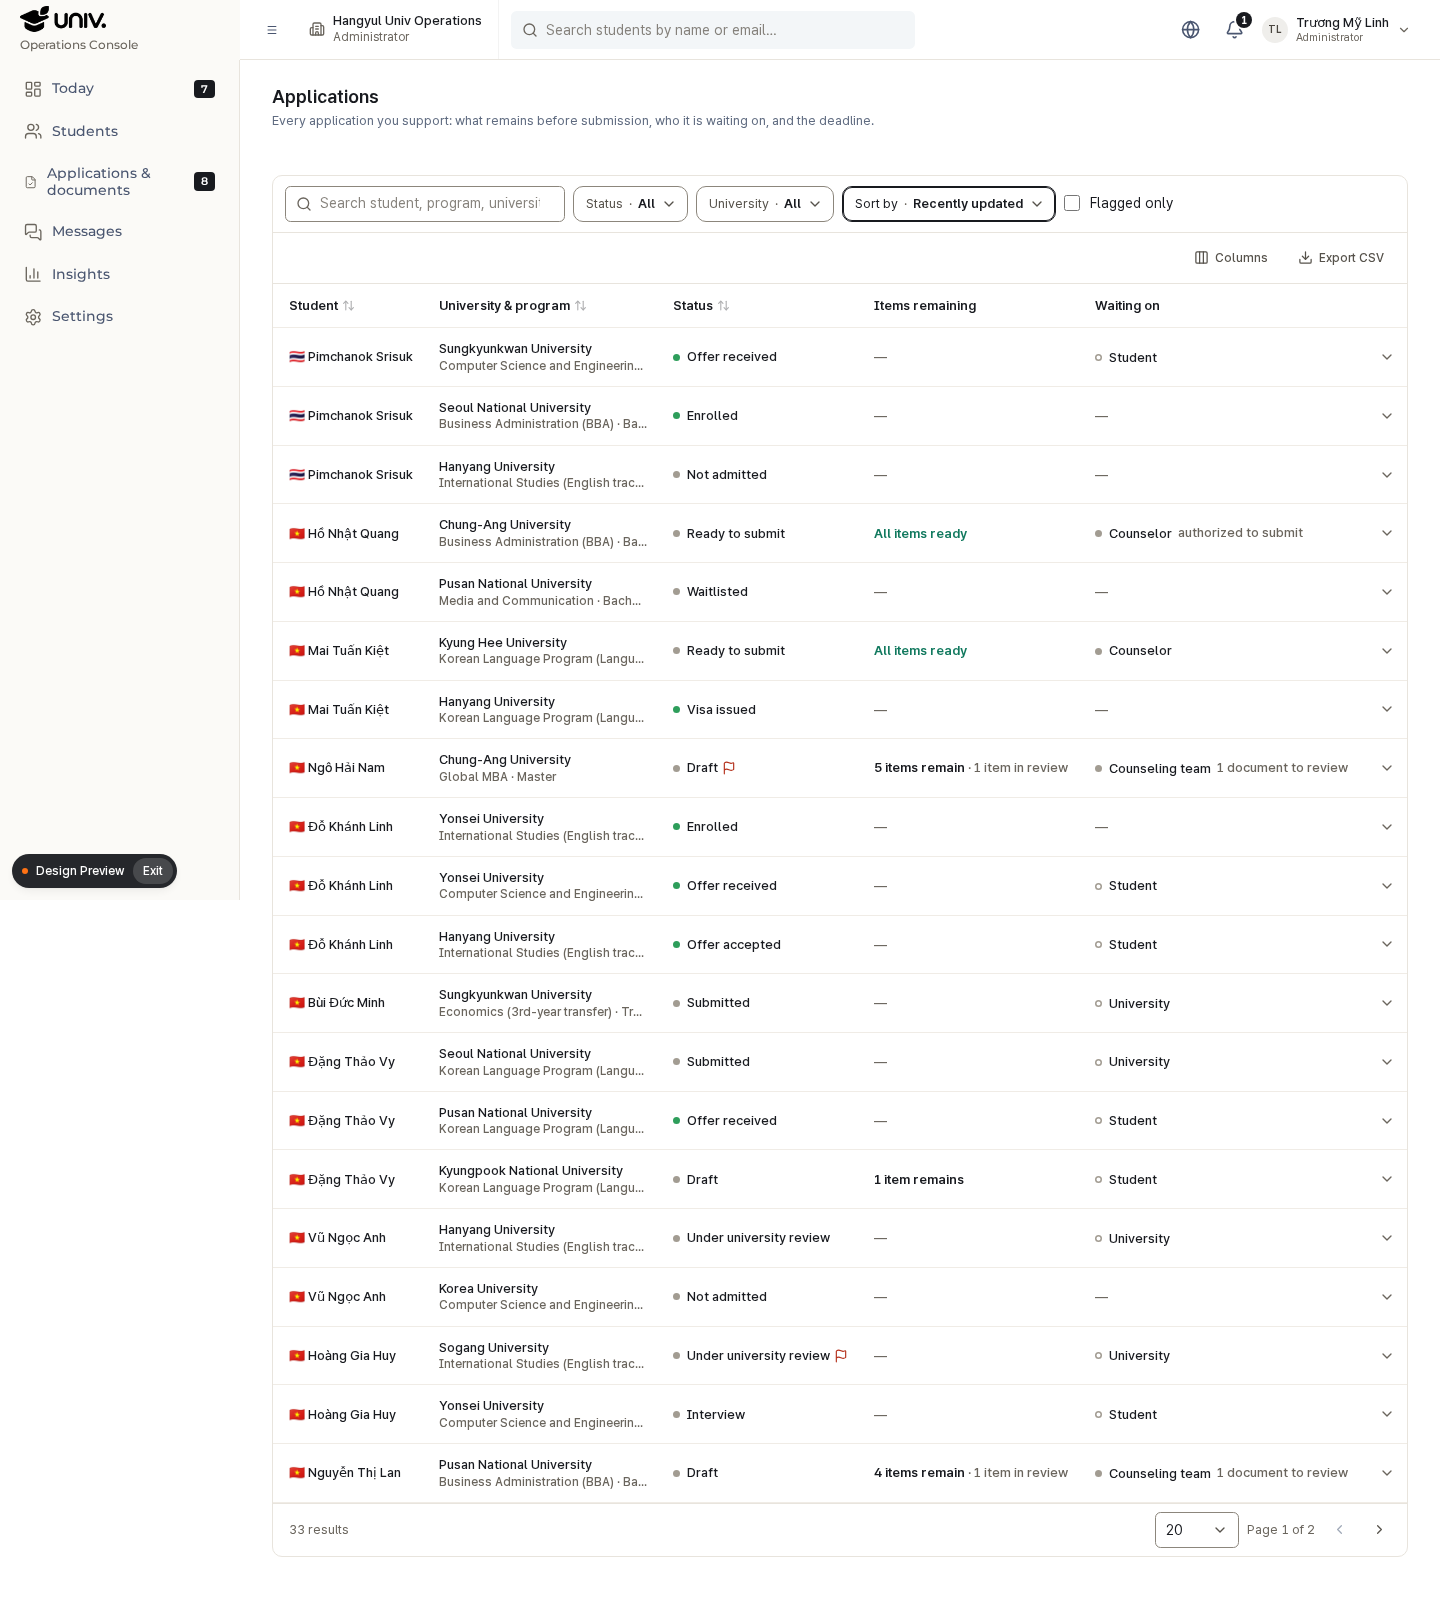 univ.
Operations Console
Today 7
Students
Applications & documents 8
Messages
Insights
Settings
Design Preview Exit
Hangyul Univ Operations
Administrator
Search students by name or email...
1
TL
Trương Mỹ Linh
Administrator
Applications
Every application you support: what remains before submission, who it is waiting on, and the deadline.
Search student, program, universit
Status · All
University · All
Sort by · Recently updated
Flagged only
Columns
Export CSV
Student University & program Status Items remaining Waiting on
Pimchanok Srisuk Sungkyunkwan University Offer received — Student
Computer Science and Engineerin...
Pimchanok Srisuk Seoul National University Enrolled — —
Business Administration (BBA) · Ba...
Pimchanok Srisuk Hanyang University Not admitted — —
International Studies (English trac...
Hồ Nhật Quang Chung-Ang University Ready to submit All items ready Counselor authorized to submit
Business Administration (BBA) · Ba...
Hồ Nhật Quang Pusan National University Waitlisted — —
Media and Communication · Bach...
Mai Tuấn Kiệt Kyung Hee University Ready to submit All items ready Counselor
Korean Language Program (Langu...
Mai Tuấn Kiệt Hanyang University Visa issued — —
Korean Language Program (Langu...
Ngô Hải Nam Chung-Ang University Draft 5 items remain · 1 item in review Counseling team 1 document to review
Global MBA · Master
Đỗ Khánh Linh Yonsei University Enrolled — —
International Studies (English trac...
Đỗ Khánh Linh Yonsei University Offer received — Student
Computer Science and Engineerin...
Đỗ Khánh Linh Hanyang University Offer accepted — Student
International Studies (English trac...
Bùi Đức Minh Sungkyunkwan University Submitted — University
Economics (3rd-year transfer) · Tr...
Đặng Thảo Vy Seoul National University Submitted — University
Korean Language Program (Langu...
Đặng Thảo Vy Pusan National University Offer received — Student
Korean Language Program (Langu...
Đặng Thảo Vy Kyungpook National University Draft 1 item remains Student
Korean Language Program (Langu...
Vũ Ngọc Anh Hanyang University Under university review — University
International Studies (English trac...
Vũ Ngọc Anh Korea University Not admitted — —
Computer Science and Engineerin...
Hoàng Gia Huy Sogang University Under university review — University
International Studies (English trac...
Hoàng Gia Huy Yonsei University Interview — Student
Computer Science and Engineerin...
Nguyễn Thị Lan Pusan National University Draft 4 items remain · 1 item in review Counseling team 1 document to review
Business Administration (BBA) · Ba...
33 results
20
Page 1 of 2